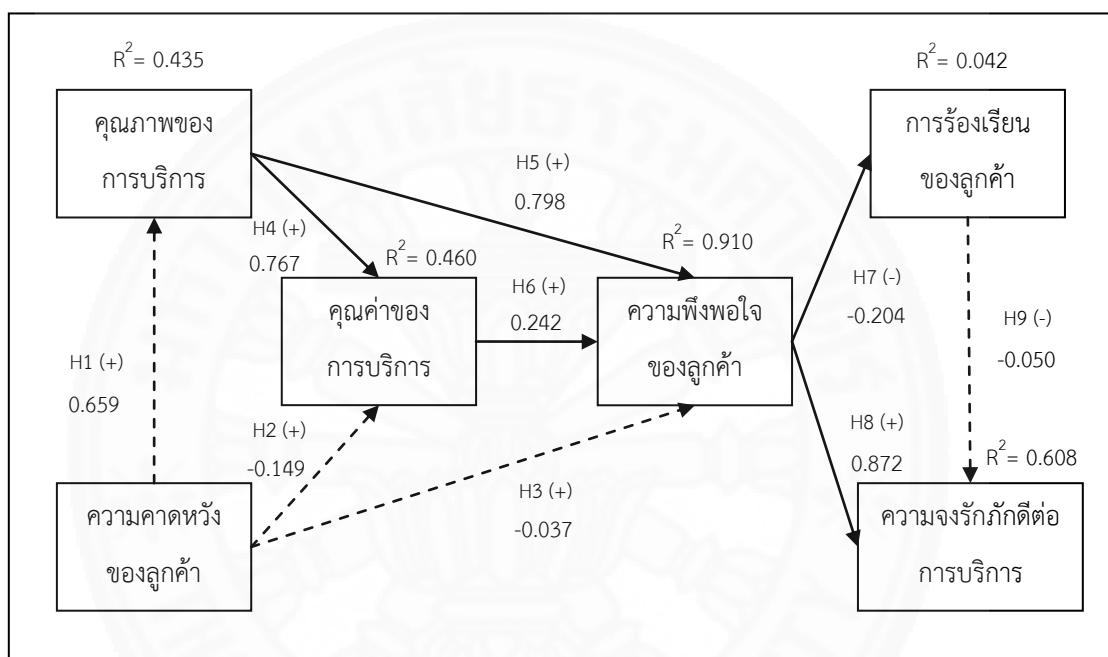 R²= 0.435
คุณภาพของ
การบริการ
R²= 0.042
การร้องเรียน
ของลูกค้า
H5 (+)
0.798
H4 (+)
0.767
R²= 0.460
คุณค่าของ
การบริการ
H6 (+)
0.242
R²= 0.910
ความพึงพอใจ
ของลูกค้า
H7 (-)
-0.204
H9 (-)
-0.050
H1 (+)
0.659
H2 (+)
-0.149
H3 (+)
-0.037
H8 (+)
0.872
R²= 0.608
ความคาดหวัง
ของลูกค้า
ความจงรักภักดีต่อ
การบริการ